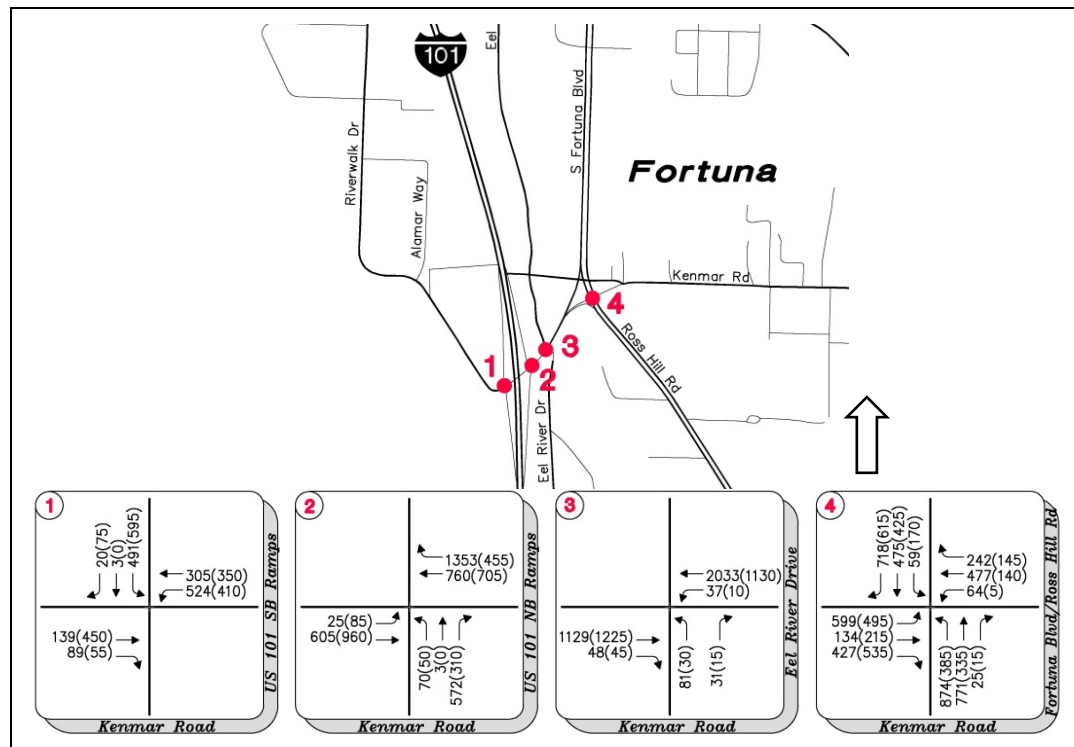 101
Eel
Riverwalk Dr
Alamar Way
S Fortuna Blvd
Fortuna
Kenmar Rd
Ross Hill Rd
Eel River Dr
1
2
3
4
1
20(75)
3(0)
491(595)
305(350)
524(410)
139(450)
89(55)
US 101 SB Ramps
Kenmar Road
2
1353(455)
760(705)
25(85)
605(960)
70(50)
3(0)
572(310)
US 101 NB Ramps
Kenmar Road
3
2033(1130)
37(10)
1129(1225)
48(45)
81(30)
31(15)
Eel River Drive
Kenmar Road
4
718(615)
475(425)
59(170)
242(145)
477(140)
64(5)
599(495)
134(215)
427(535)
874(385)
771(335)
25(15)
Fortuna Blvd/Ross Hill Rd
Kenmar Road